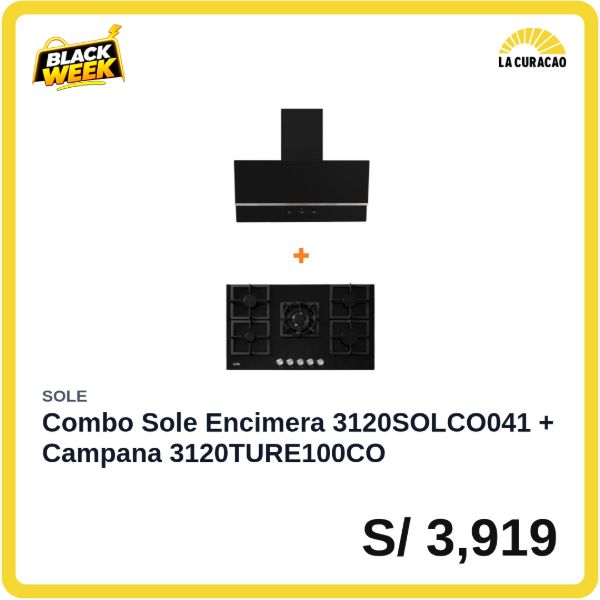 BLACK
WEEK
LA CURACAO
SOLE
Combo Sole Encimera 3120SOLCO041 +
Campana 3120TURE100CO
S/ 3,919